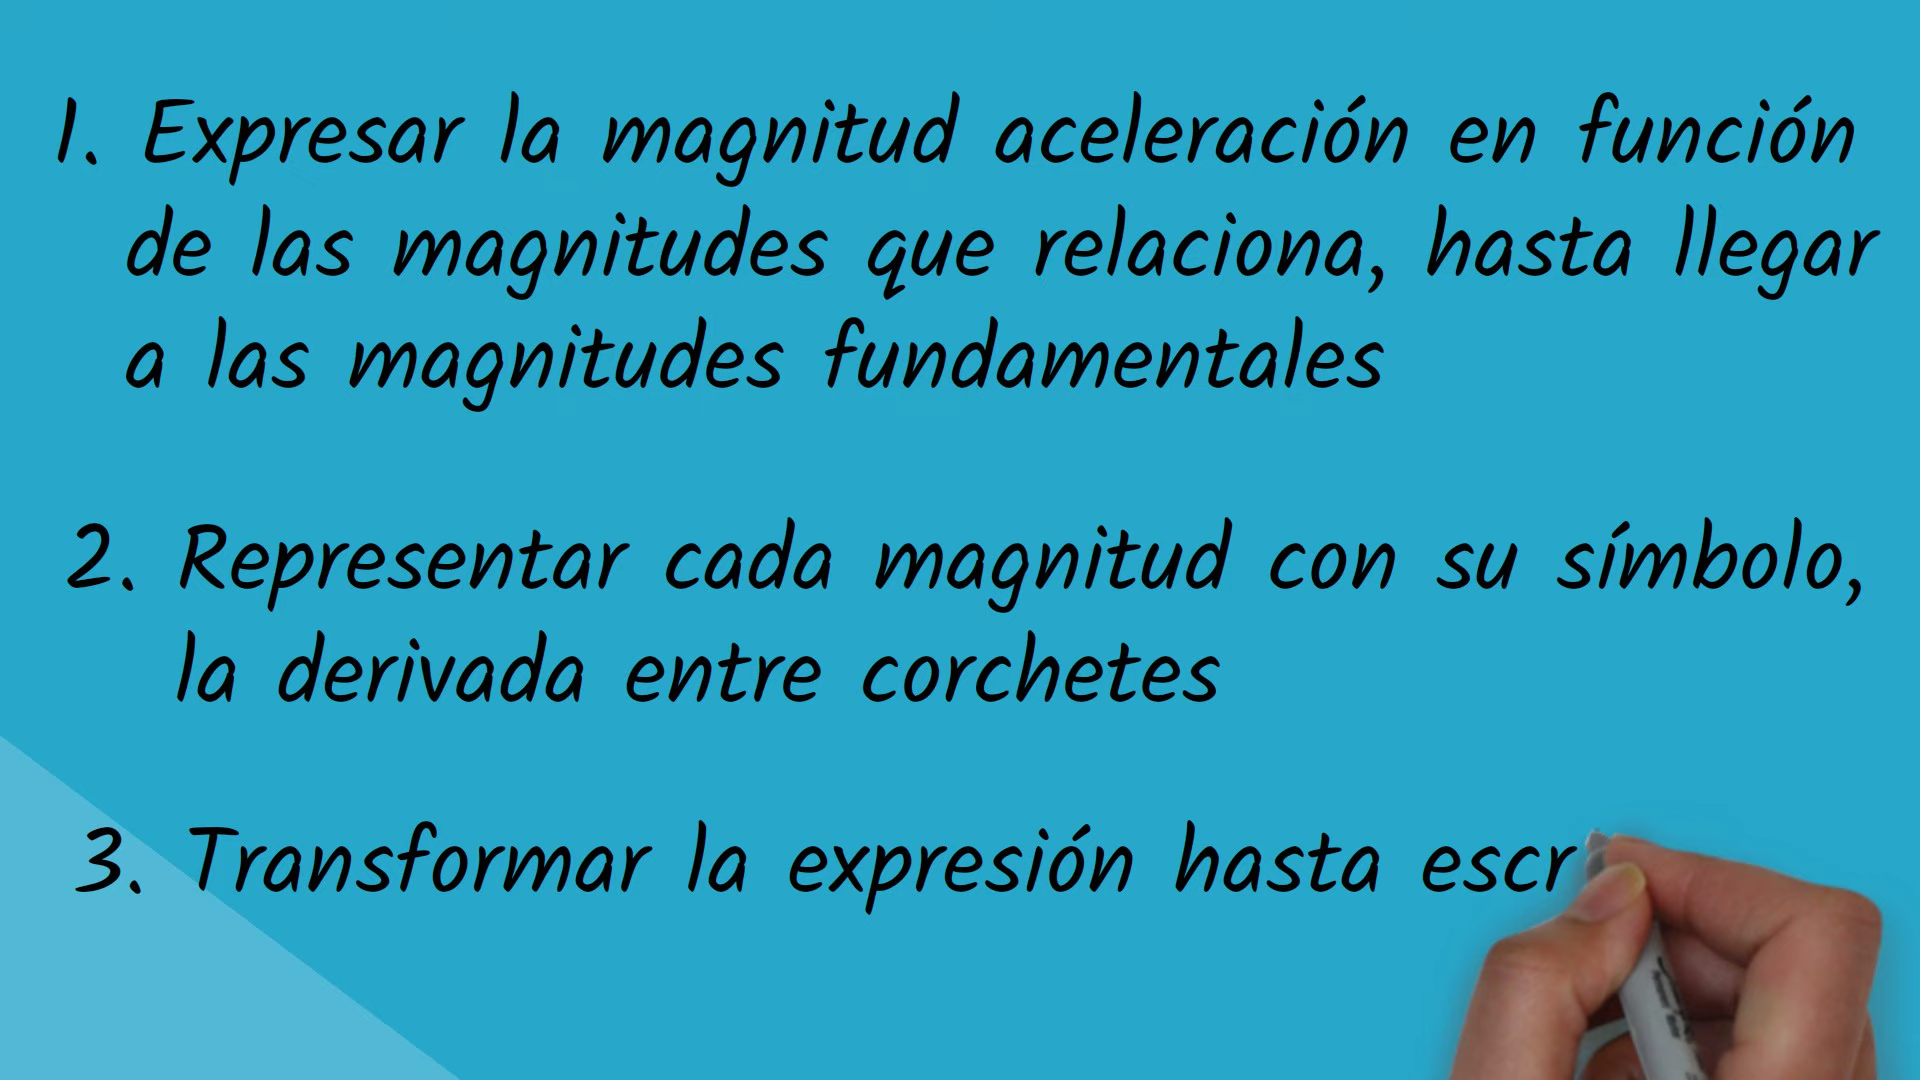 1. Expresar la magnitud aceleración en función
de las magnitudes que relaciona, hasta llegar
a las magnitudes fundamentales
2. Representar cada magnitud con su símbolo,
la derivada entre corchetes
3. Transformar la expresión hasta escr